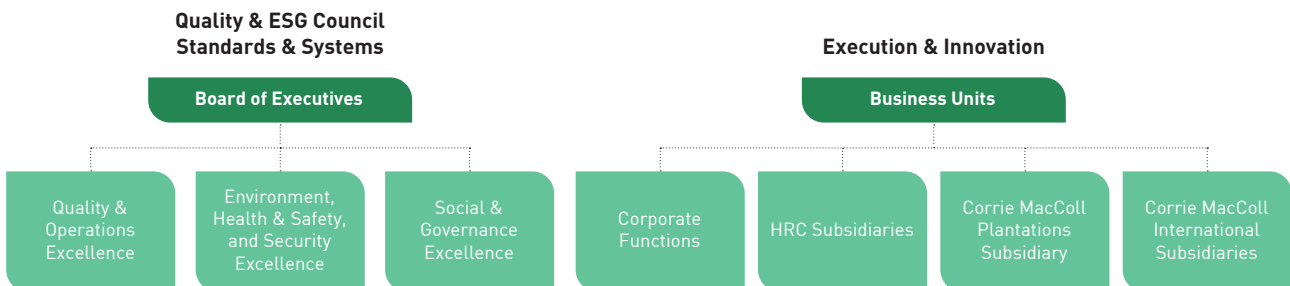 Quality & ESG Council
Standards & Systems
Board of Executives
Quality &
Operations
Excellence
Environment,
Health & Safety,
and Security
Excellence
Social &
Governance
Excellence
Execution & Innovation
Business Units
Corporate
Functions
HRC Subsidiaries
Corrie MacColl
Plantations
Subsidiary
Corrie MacColl
International
Subsidiaries